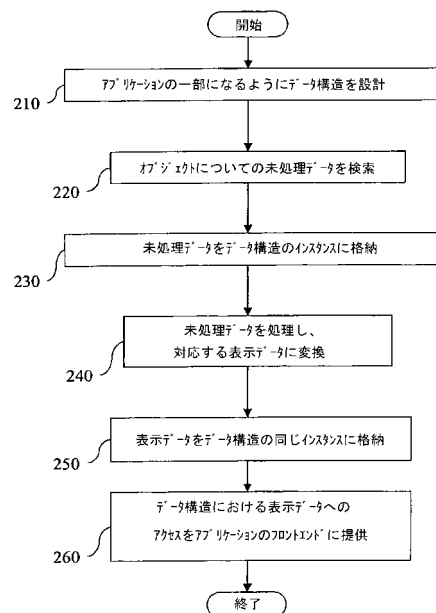 開始
アプリケーションの一部になるようにデータ構造を設計
210
オブジェクトについての未処理データを検索
220
未処理データをデータ構造のインスタンスに格納
230
未処理データを処理し、
対応する表示データに変換
240
表示データをデータ構造の同じインスタンスに格納
250
データ構造における表示データへの
アクセスをアプリケーションのフロントエンドに提供
260
終了